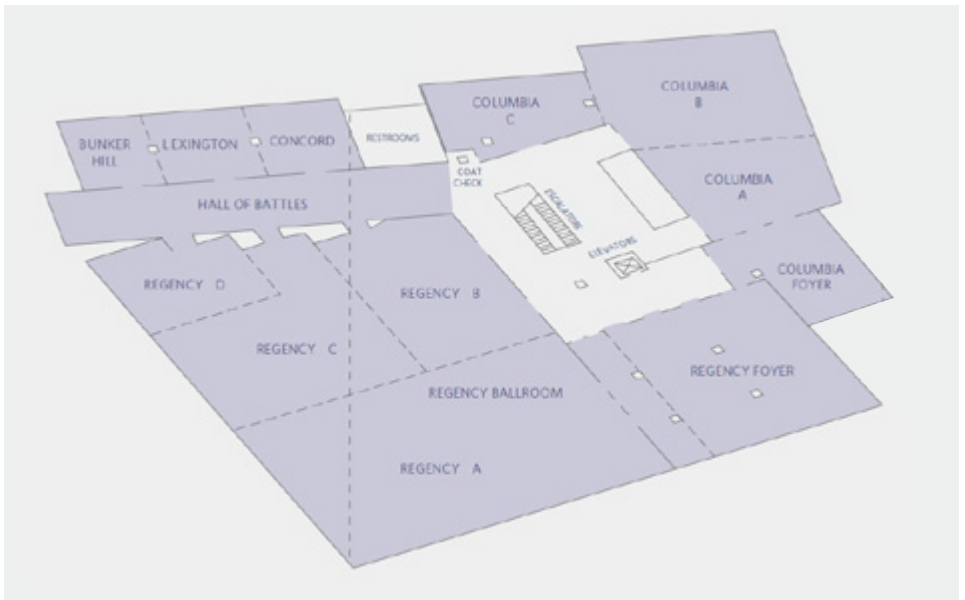 COLUMBIA
B
COLUMBIA
C
BUNKER
HILL
LEXINGTON
CONCORD
RESTROOMS
COAT
CHECK
COLUMBIA
A
HALL OF BATTLES
ESCALATORS
ELEVATORS
COLUMBIA
FOYER
REGENCY D
REGENCY B
REGENCY C
REGENCY FOYER
REGENCY BALLROOM
REGENCY A